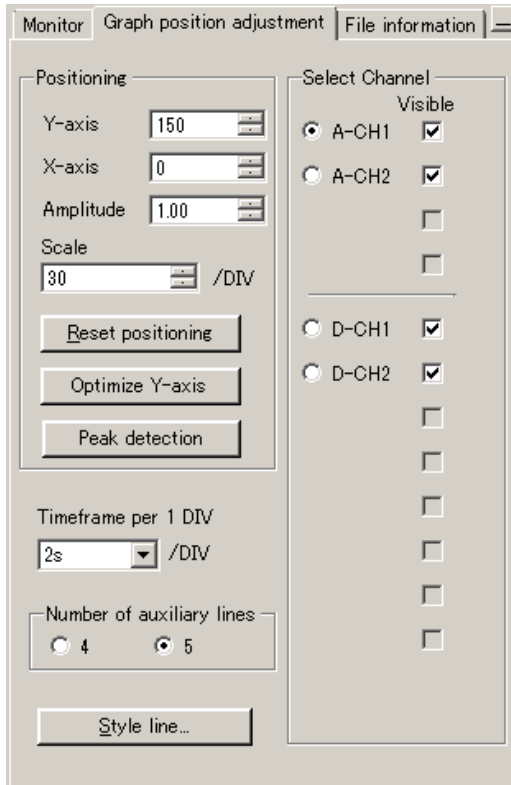 Monitor
Graph position adjustment
File information
Positioning
Y-axis 150
X-axis 0
Amplitude 1.00
Scale
30 /DIV
Reset positioning
Optimize Y-axis
Peak detection
Timeframe per 1 DIV
2s /DIV
Number of auxiliary lines
4 5
Style line...
Select Channel
Visible
A-CH1
A-CH2
D-CH1
D-CH2